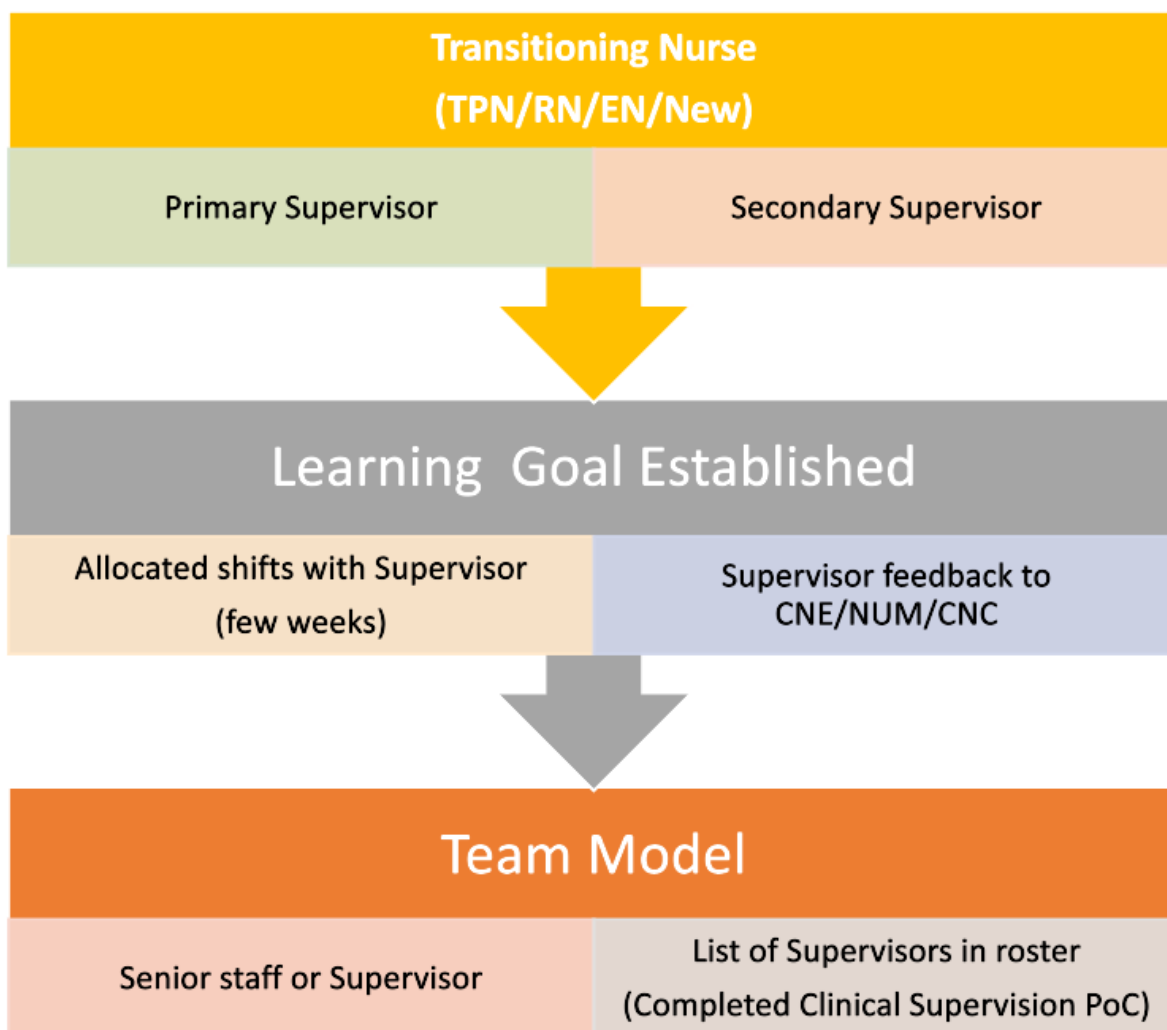 Transitioning Nurse
(TPN/RN/EN/New)
Primary Supervisor
Secondary Supervisor
Learning  Goal Established
Allocated shifts with Supervisor
(few weeks)
Supervisor feedback to
CNE/NUM/CNC
Team Model
Senior staff or Supervisor
List of Supervisors in roster
(Completed Clinical Supervision PoC)